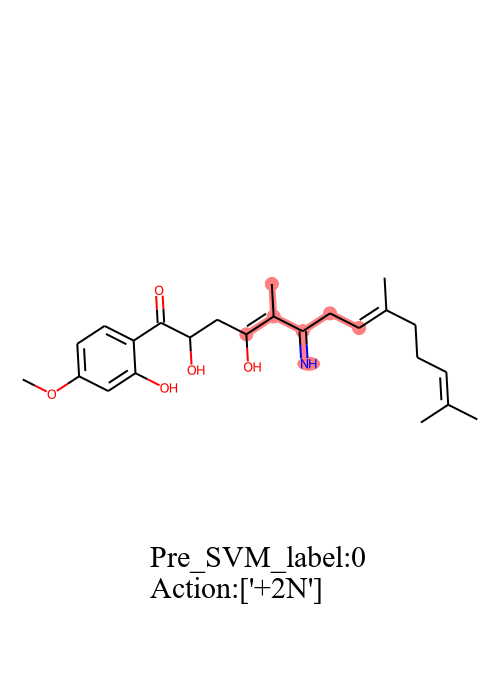 O
O
OH
OH
OH
NH
Pre_SVM_label:0
Action:['+2N']